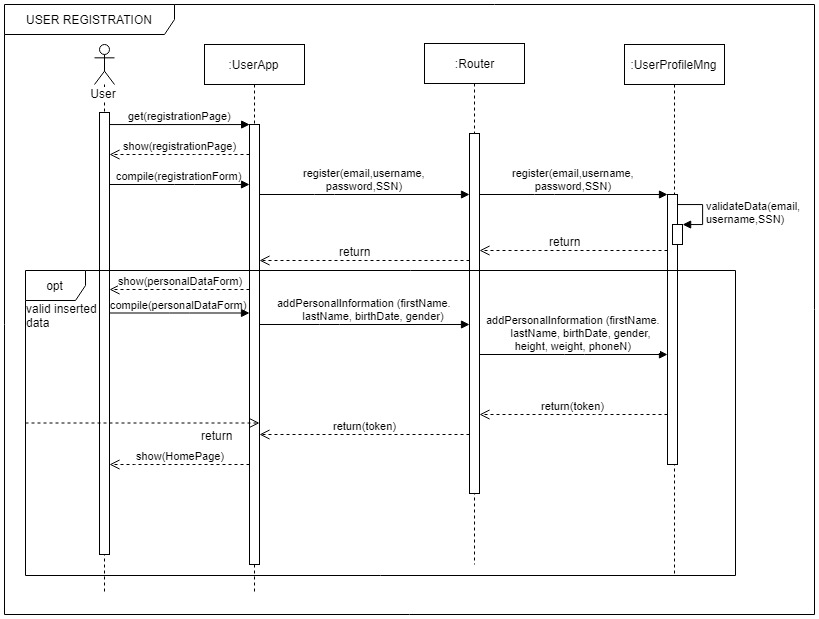 USER REGISTRATION
User
:UserApp
:Router
:UserProfileMng
get(registrationPage)
show(registrationPage)
compile(registrationForm)
register(email,username,
password,SSN)
register(email,username,
password,SSN)
validateData(email,
username,SSN)
return
return
opt
valid inserted
data
show(personalDataForm)
compile(personalDataForm)
addPersonalInformation (firstName.
lastName, birthDate, gender)
addPersonalInformation (firstName.
lastName, birthDate, gender,
height, weight, phoneN)
return(token)
return(token)
return
show(HomePage)